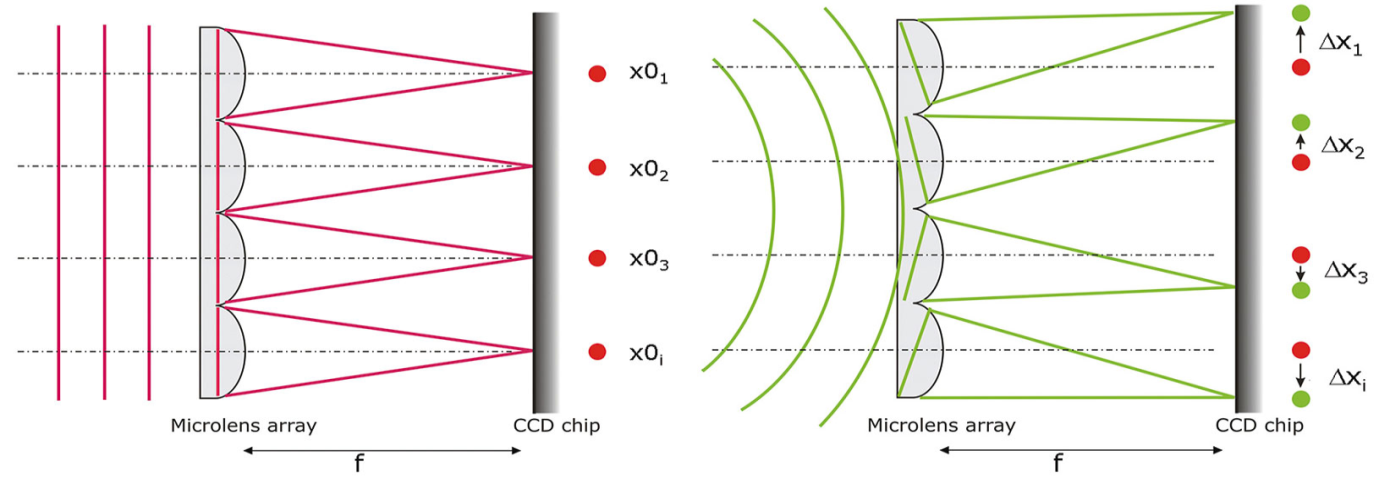 x0₁
x0₂
x0₃
x0ᵢ
Microlens array
CCD chip
f
Δx₁
Δx₂
Δx₃
Δxᵢ
Microlens array
CCD chip
f